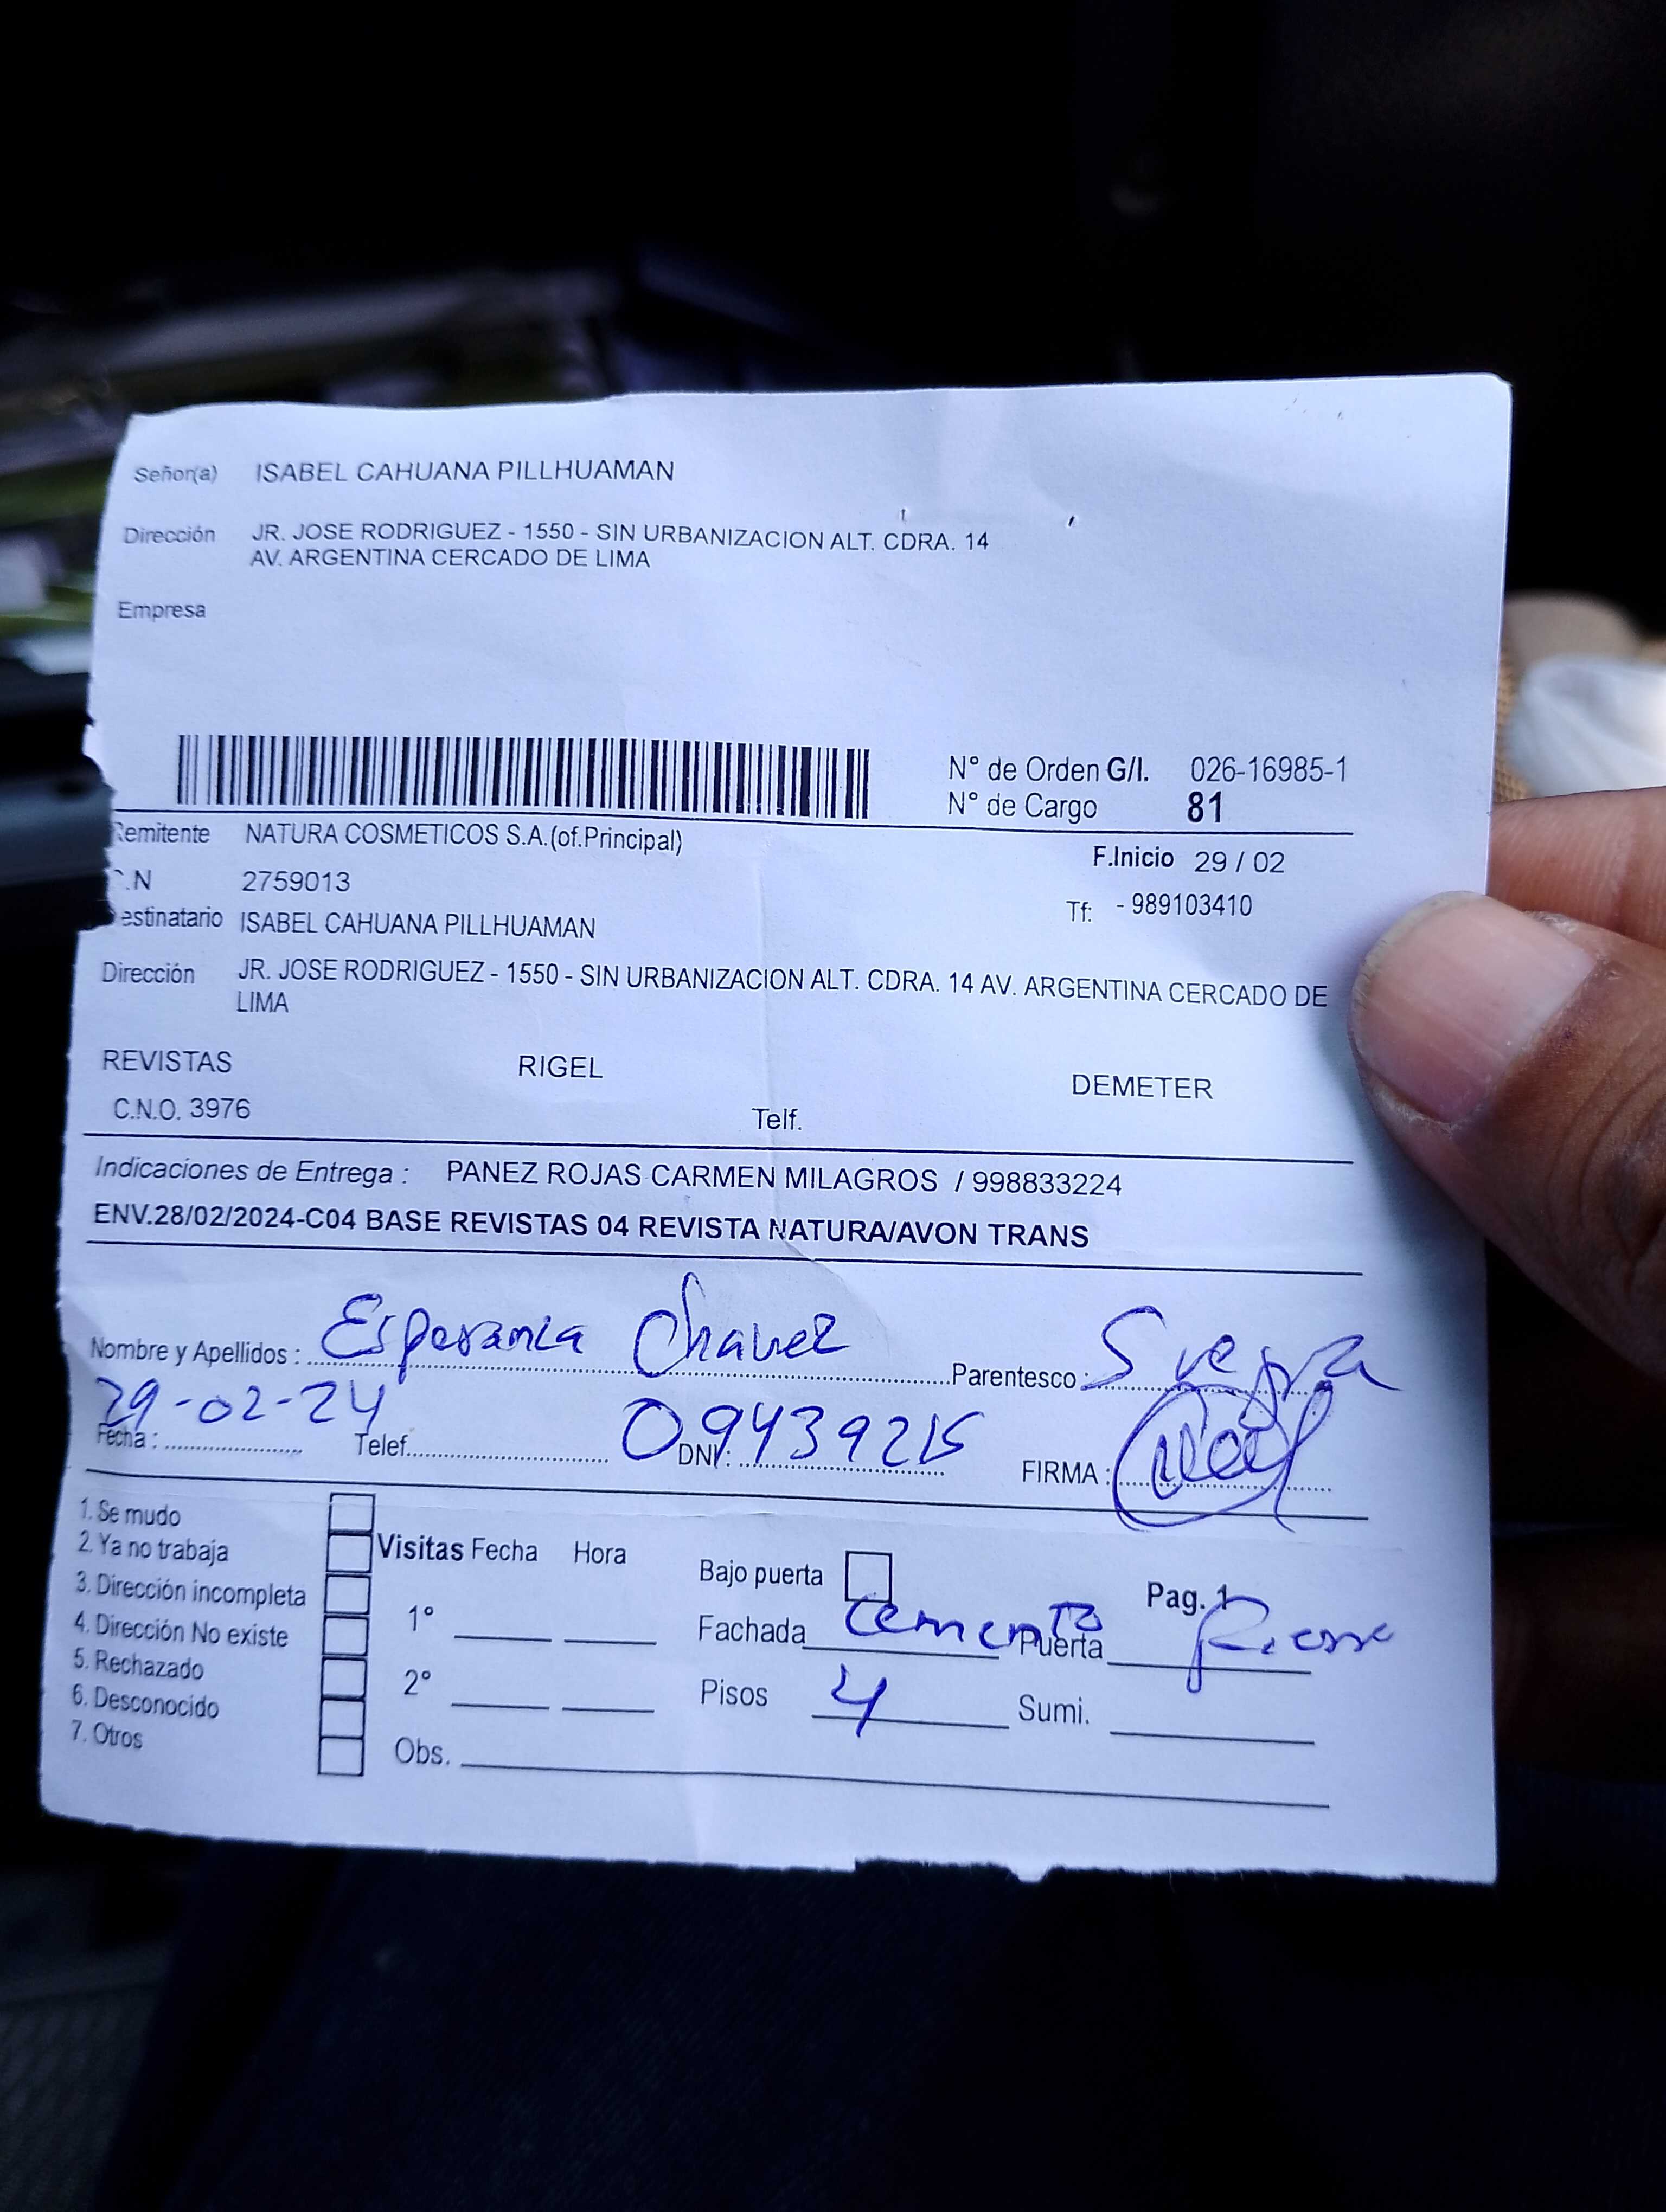 Señor(a) ISABEL CAHUANA PILLHUAMAN
Dirección JR. JOSE RODRIGUEZ - 1550 - SIN URBANIZACION ALT. CDRA. 14
AV. ARGENTINA CERCADO DE LIMA
Empresa
N° de Orden G/I. 026-16985-1
N° de Cargo 81
Remitente NATURA COSMETICOS S.A.(of.Principal)
F.Inicio 29 / 02
.N 2759013
Tf: - 989103410
estinatario ISABEL CAHUANA PILLHUAMAN
Dirección JR. JOSE RODRIGUEZ - 1550 - SIN URBANIZACION ALT. CDRA. 14 AV. ARGENTINA CERCADO DE
LIMA
REVISTAS RIGEL DEMETER
C.N.O. 3976 Telf.
Indicaciones de Entrega : PANEZ ROJAS CARMEN MILAGROS / 998833224
ENV.28/02/2024-C04 BASE REVISTAS 04 REVISTA NATURA/AVON TRANS
Nombre y Apellidos : Esperanza Chavez Parentesco : Suegra
Fecha : 29-02-24 Telef. DNI: 09439215 FIRMA :
1. Se mudo
2. Ya no trabaja
3. Dirección incompleta
4. Dirección No existe
5. Rechazado
6. Desconocido
7. Otros
Visitas Fecha Hora
1°
2°
Obs.
Bajo puerta Pag. 1
Fachada cemento Puerta
Pisos 4 Sumi.